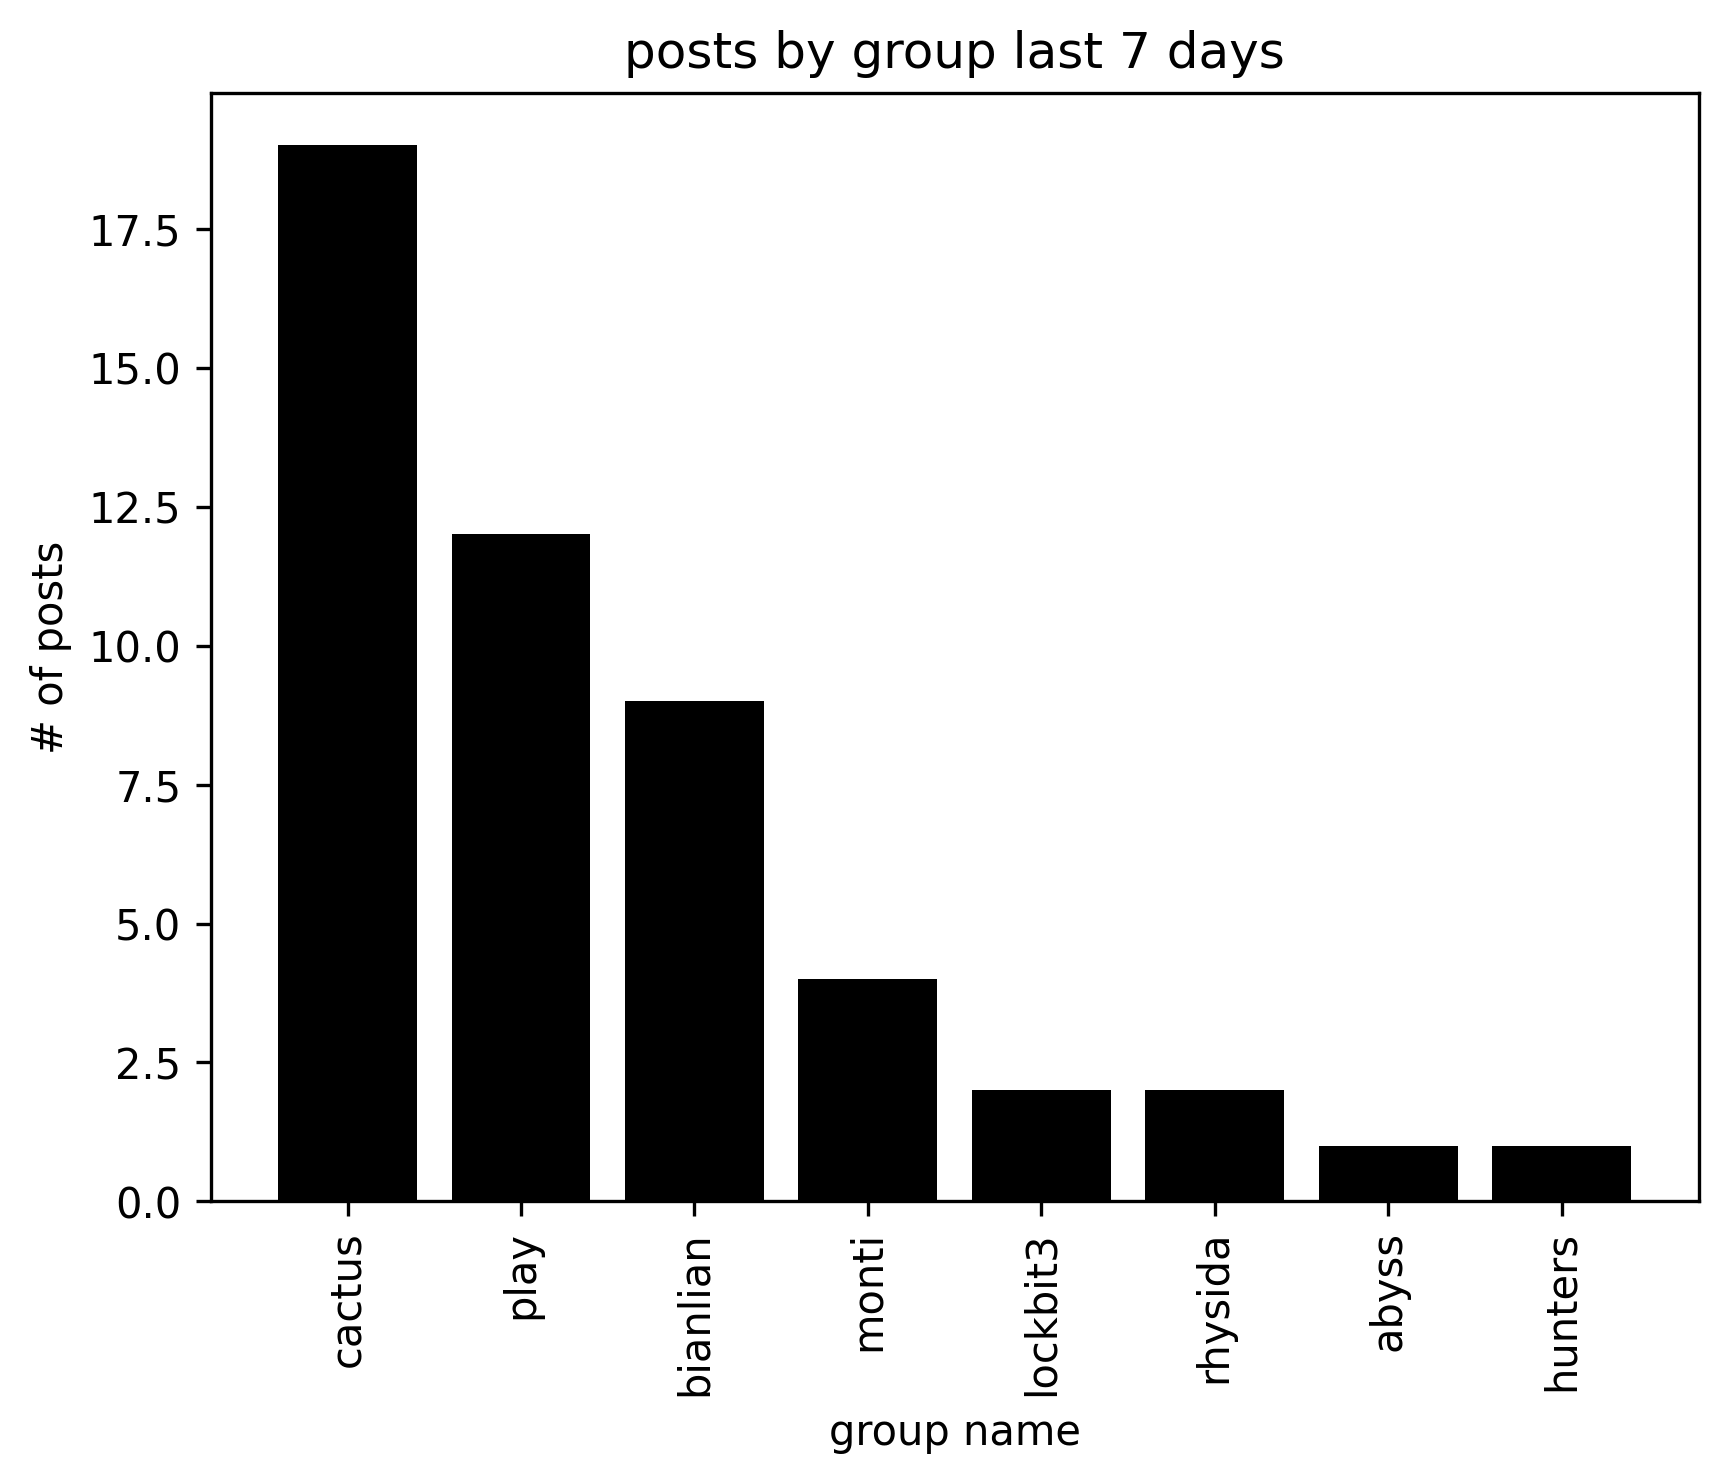 posts by group last 7 days
# of posts
17.5
15.0
12.5
10.0
7.5
5.0
2.5
0.0
cactus
play
bianlian
monti
lockbit3
rhysida
abyss
hunters
group name